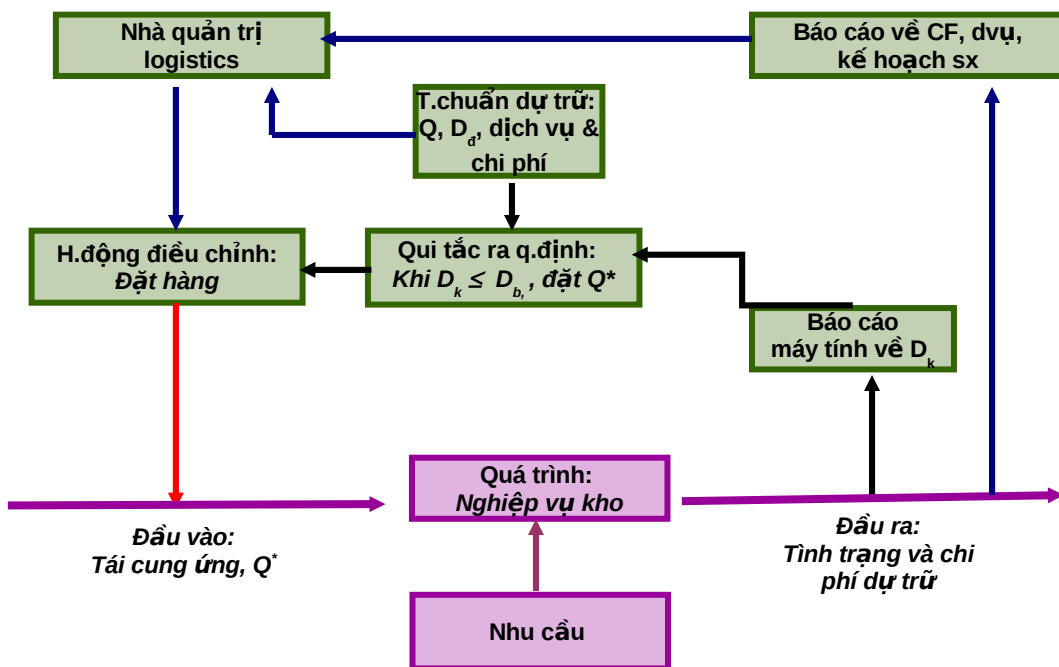 Nhà quản trị
logistics
Báo cáo về CF, dvụ,
kế hoạch sx
T.chuẩn dự trữ:
Q, Dđ, dịch vụ &
chi phí
H.động điều chỉnh:
Đặt hàng
Qui tắc ra q.định:
Khi Dk ≤ Db, , đặt Q*
Báo cáo
máy tính về Dk
Quá trình:
Nghiệp vụ kho
Đầu vào:
Tái cung ứng, Q*
Đầu ra:
Tình trạng và chi
phí dự trữ
Nhu cầu